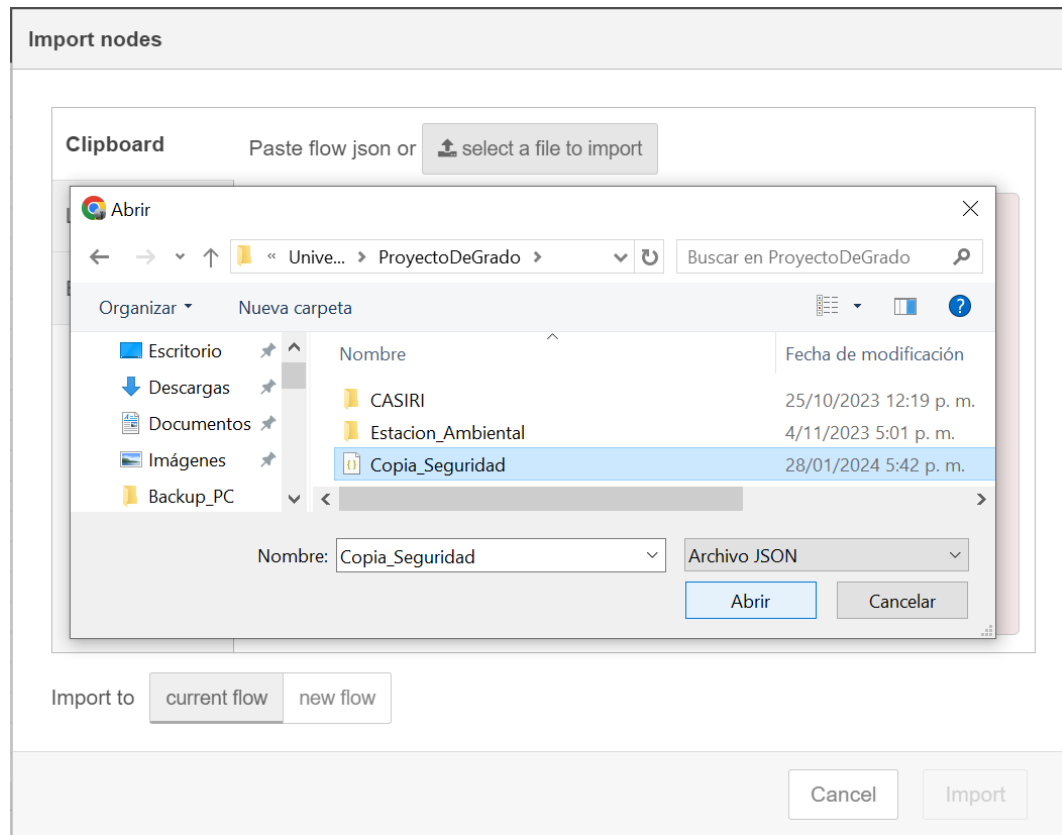 Import nodes
Clipboard
Paste flow json or select a file to import
Abrir
« Unive... > ProyectoDeGrado >
Buscar en ProyectoDeGrado
Organizar
Nueva carpeta
?
Escritorio
Descargas
Documentos
Imágenes
Backup_PC
Nombre
Fecha de modificación
CASIRI
25/10/2023 12:19 p. m.
Estacion_Ambiental
4/11/2023 5:01 p. m.
Copia_Seguridad
28/01/2024 5:42 p. m.
Nombre: Copia_Seguridad
Archivo JSON
Abrir
Cancelar
Import to
current flow
new flow
Cancel
Import